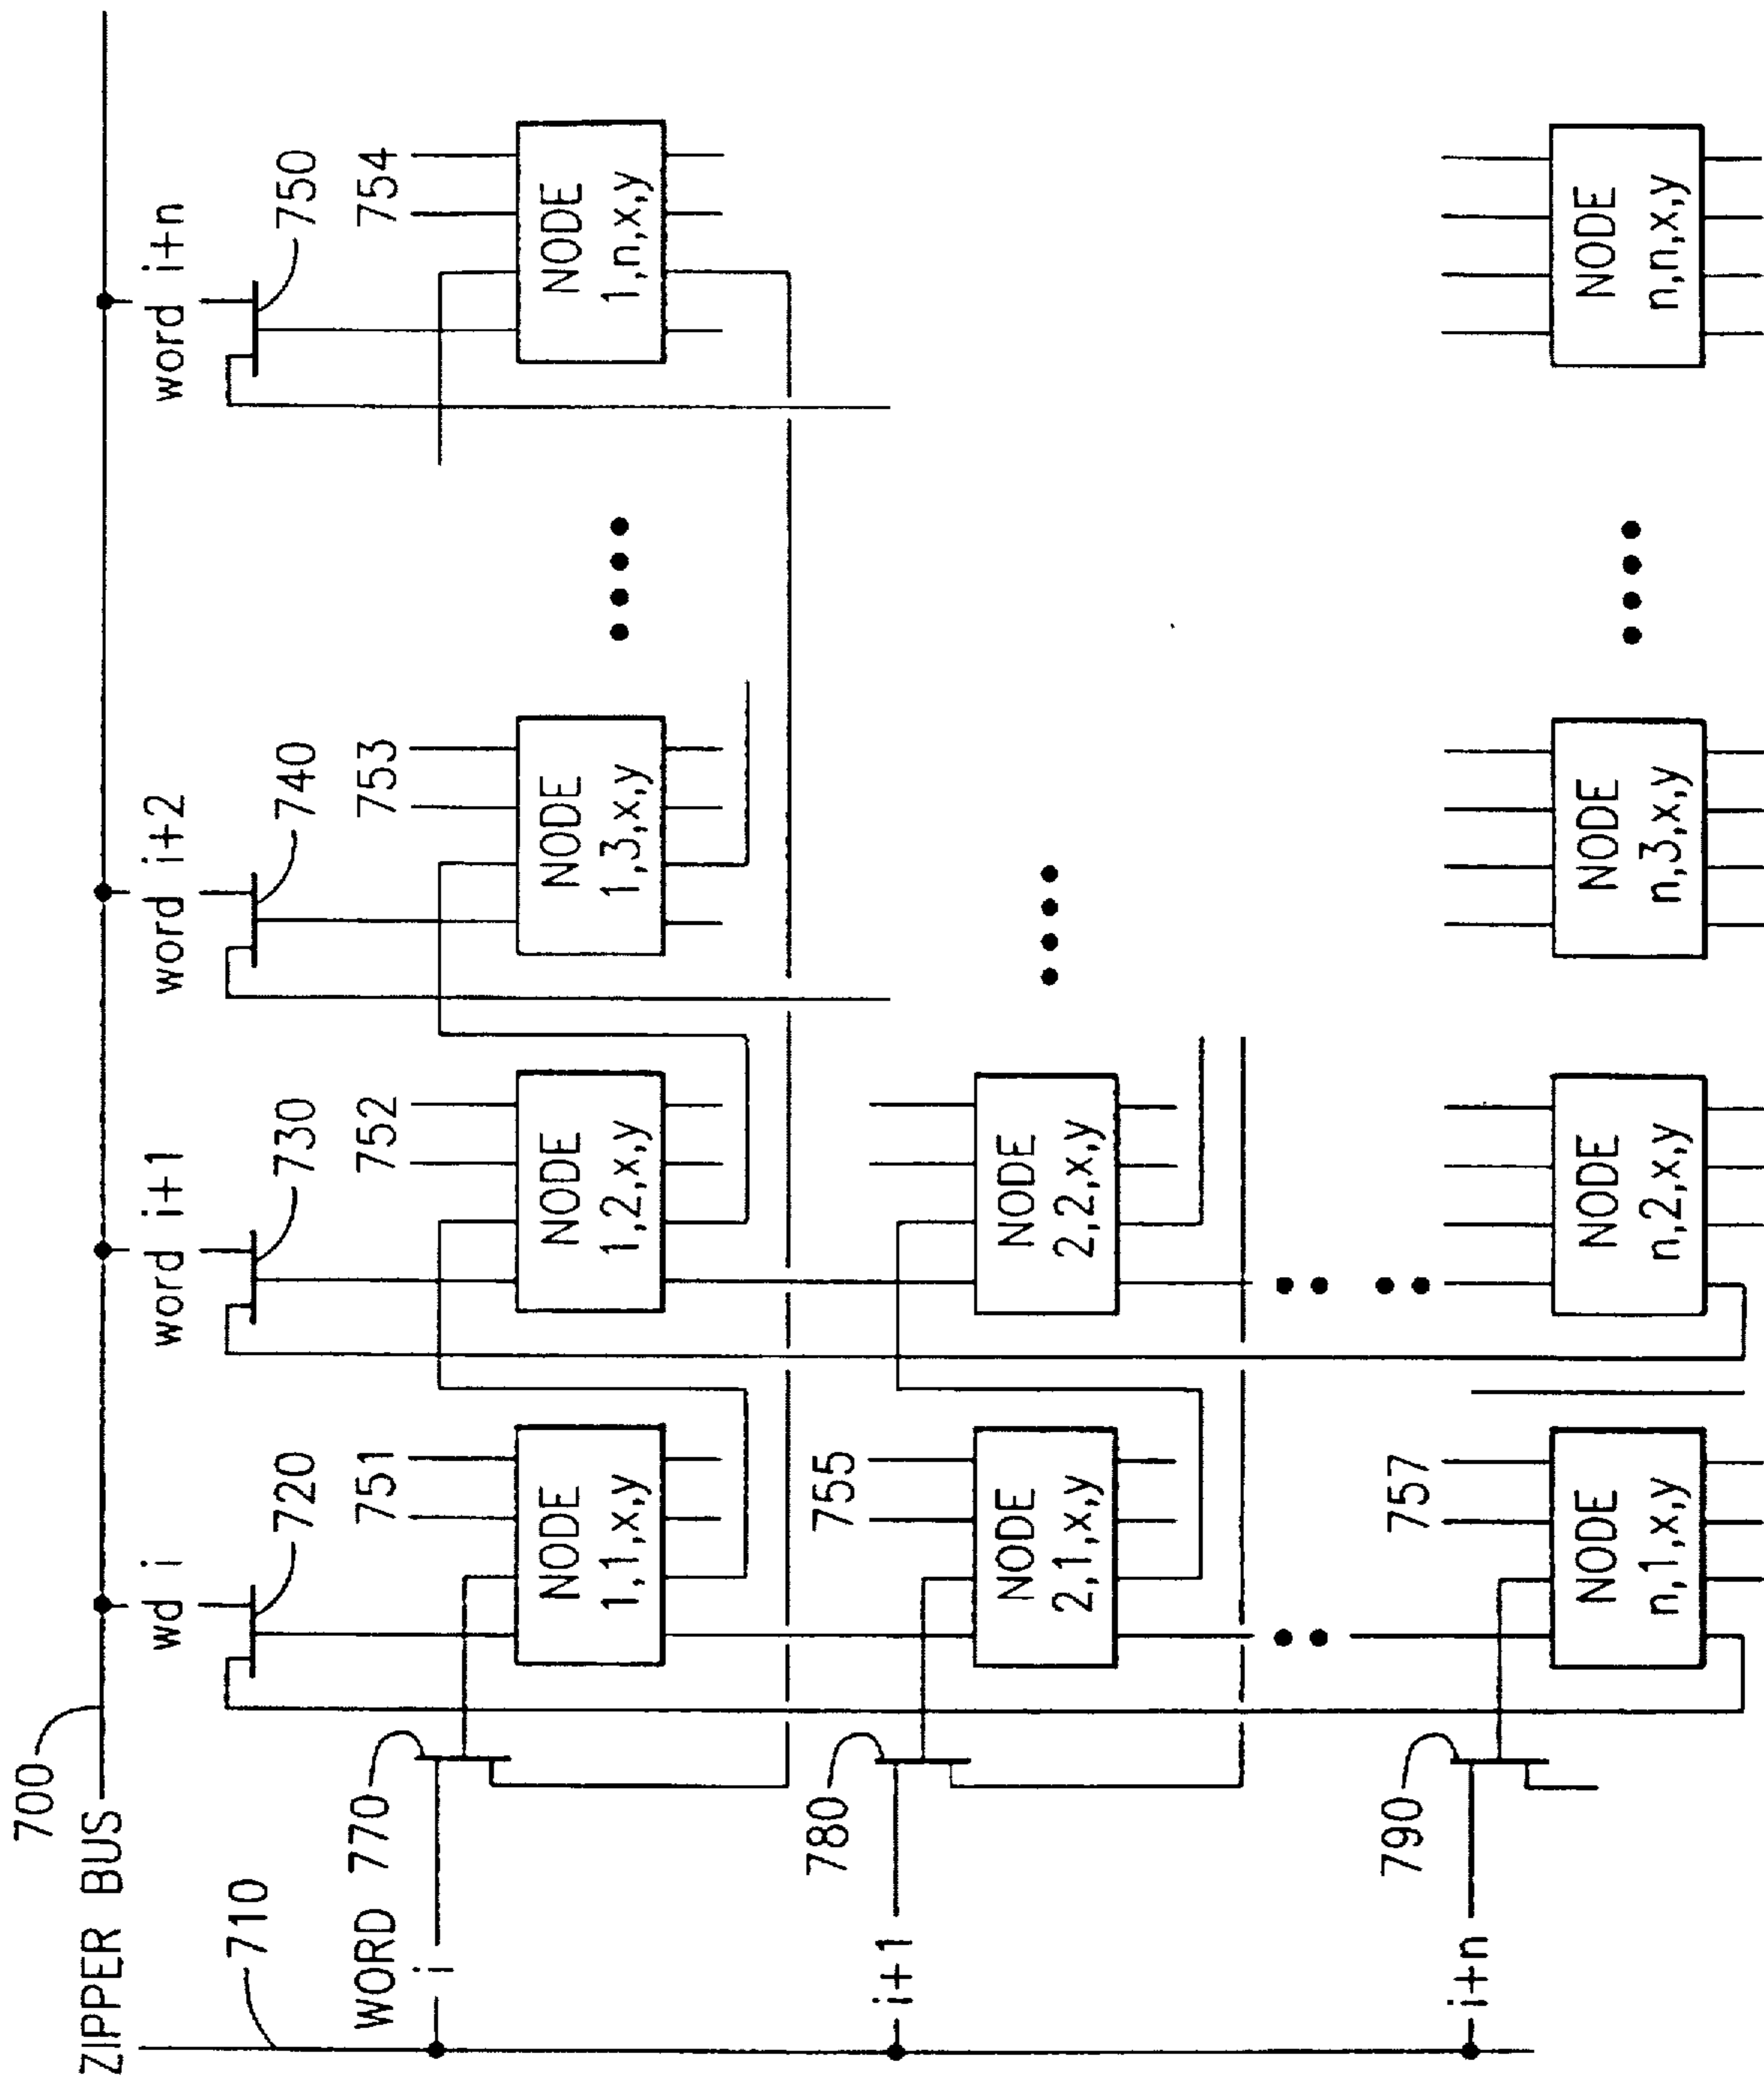 700
ZIPPER BUS
710
wd i
word i+1
word i+2
word i+n
720
730
740
750
WORD 770
i
751
752
753
754
NODE
1,1,x,y
NODE
1,2,x,y
NODE
1,3,x,y
NODE
1,n,x,y
780
i+1
755
NODE
2,1,x,y
NODE
2,2,x,y
790
i+n
757
NODE
n,1,x,y
NODE
n,2,x,y
NODE
n,3,x,y
NODE
n,n,x,y